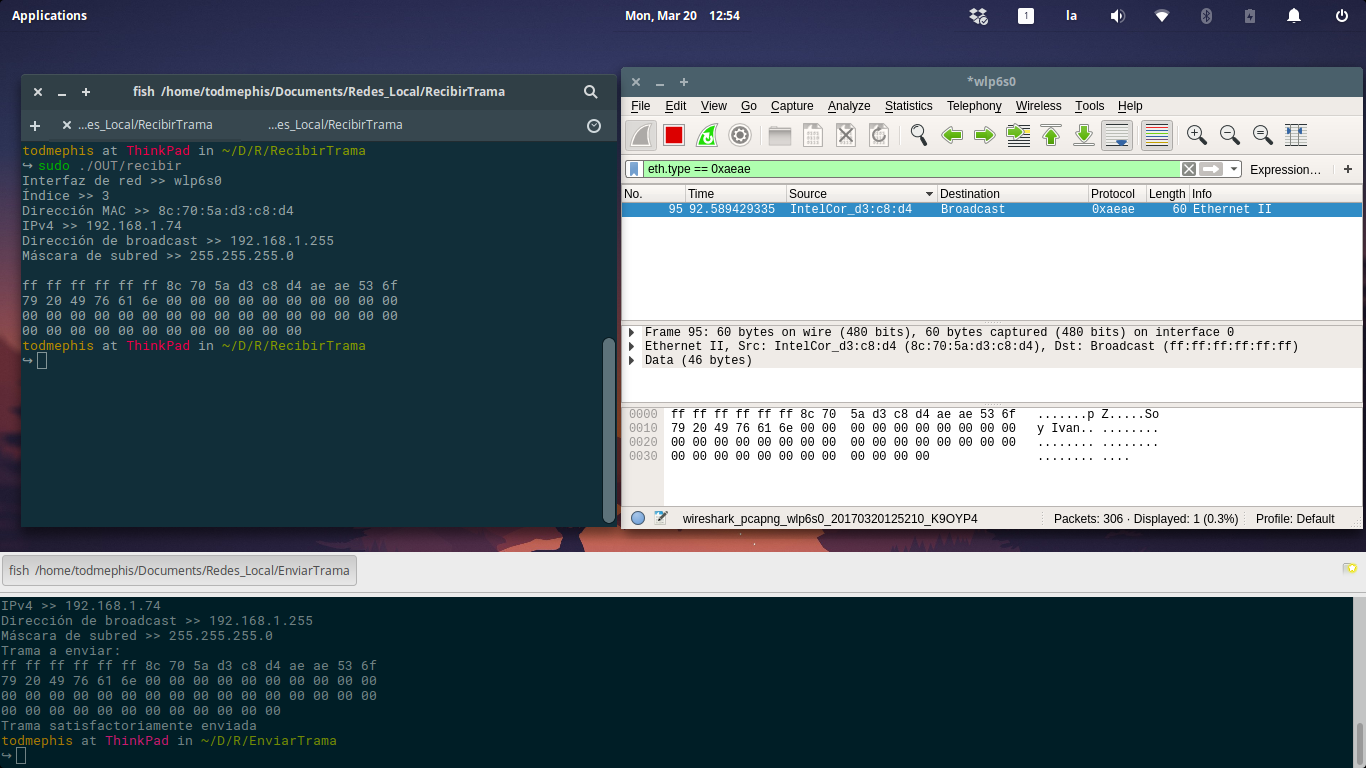 Applications
Mon, Mar 20 12:54
1
la
fish /home/todmephis/Documents/Redes_Local/RecibirTrama
...es_Local/RecibirTrama
...es_Local/RecibirTrama
todmephis at ThinkPad in ~/D/R/RecibirTrama
↪ sudo ./OUT/recibir
Interfaz de red >> wlp6s0
Índice >> 3
Dirección MAC >> 8c:70:5a:d3:c8:d4
IPv4 >> 192.168.1.74
Dirección de broadcast >> 192.168.1.255
Máscara de subred >> 255.255.255.0
ff ff ff ff ff ff 8c 70 5a d3 c8 d4 ae ae 53 6f
79 20 49 76 61 6e 00 00 00 00 00 00 00 00 00 00
00 00 00 00 00 00 00 00 00 00 00 00 00 00 00 00
00 00 00 00 00 00 00 00 00 00 00 00
todmephis at ThinkPad in ~/D/R/RecibirTrama
↪
*wlp6s0
File Edit View Go Capture Analyze Statistics Telephony Wireless Tools Help
eth.type == 0xaeae
Expression…
No. Time Source Destination Protocol Length Info
95 92.589429335 IntelCor_d3:c8:d4 Broadcast 0xaeae 60 Ethernet II
Frame 95: 60 bytes on wire (480 bits), 60 bytes captured (480 bits) on interface 0
Ethernet II, Src: IntelCor_d3:c8:d4 (8c:70:5a:d3:c8:d4), Dst: Broadcast (ff:ff:ff:ff:ff:ff)
Data (46 bytes)
0000 ff ff ff ff ff ff 8c 70 5a d3 c8 d4 ae ae 53 6f .......p Z.....So
0010 79 20 49 76 61 6e 00 00 00 00 00 00 00 00 00 00 y Ivan.. ........
0020 00 00 00 00 00 00 00 00 00 00 00 00 00 00 00 00 ........ ........
0030 00 00 00 00 00 00 00 00 00 00 00 00 ........ ....
wireshark_pcapng_wlp6s0_20170320125210_K9OYP4
Packets: 306 · Displayed: 1 (0.3%)
Profile: Default
fish /home/todmephis/Documents/Redes_Local/EnviarTrama
IPv4 >> 192.168.1.74
Dirección de broadcast >> 192.168.1.255
Máscara de subred >> 255.255.255.0
Trama a enviar:
ff ff ff ff ff ff 8c 70 5a d3 c8 d4 ae ae 53 6f
79 20 49 76 61 6e 00 00 00 00 00 00 00 00 00 00
00 00 00 00 00 00 00 00 00 00 00 00 00 00 00 00
00 00 00 00 00 00 00 00 00 00 00 00
Trama satisfactoriamente enviada
todmephis at ThinkPad in ~/D/R/EnviarTrama
↪